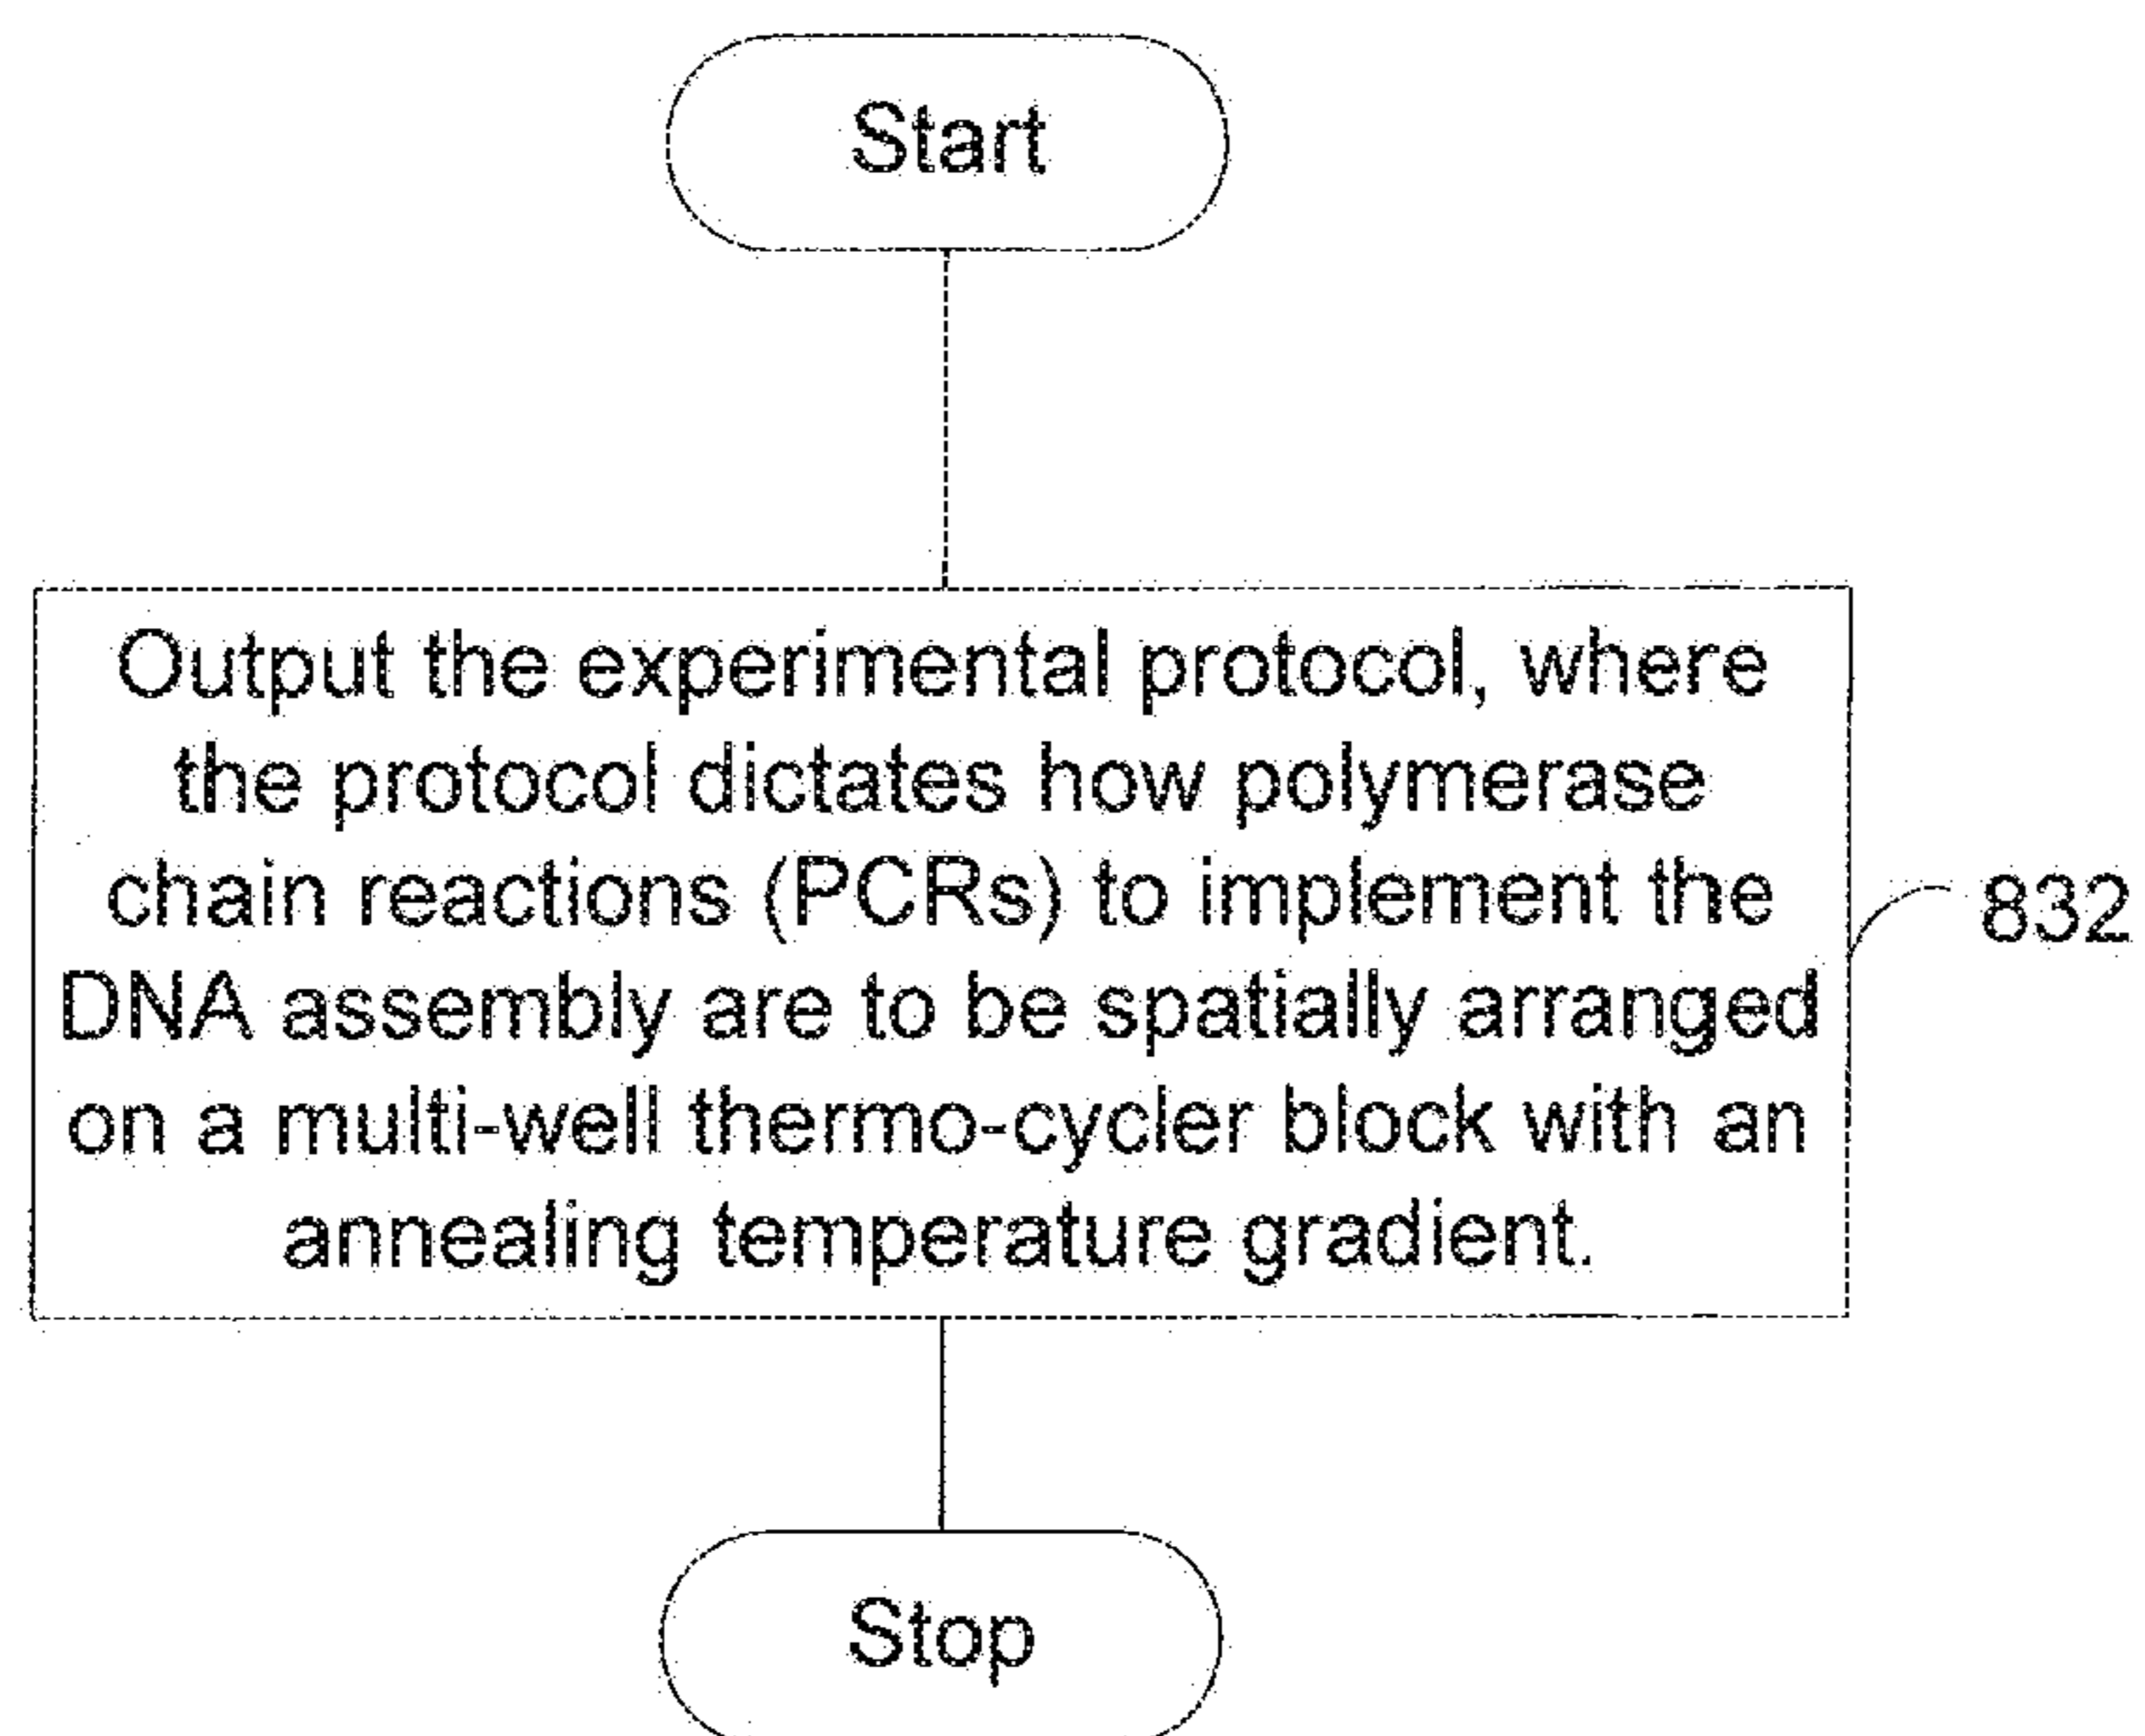 Start
Output the experimental protocol, where
the protocol dictates how polymerase
chain reactions (PCRs) to implement the
DNA assembly are to be spatially arranged
on a multi-well thermo-cycler block with an
annealing temperature gradient.
832
Stop